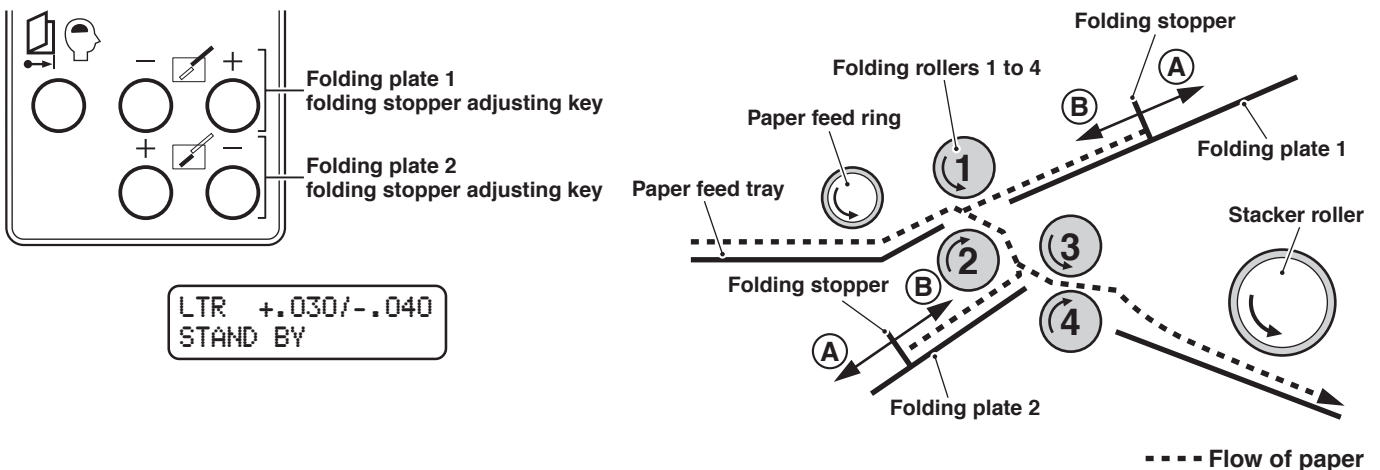 − +
Folding plate 1
folding stopper adjusting key
+ −
Folding plate 2
folding stopper adjusting key
LTR +.030/-.040
STAND BY
Folding stopper
A
Folding rollers 1 to 4
B
Paper feed ring
1
Folding plate 1
Paper feed tray
Stacker roller
2
3
Folding stopper
B
4
A
Folding plate 2
Flow of paper